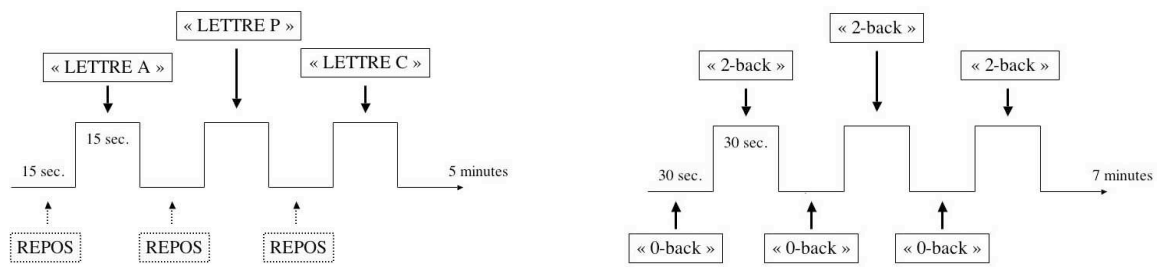 « LETTRE P »
« LETTRE A »
« LETTRE C »
15 sec.
15 sec.
5 minutes
REPOS
REPOS
REPOS
« 2-back »
« 2-back »
« 2-back »
30 sec.
30 sec.
7 minutes
« 0-back »
« 0-back »
« 0-back »